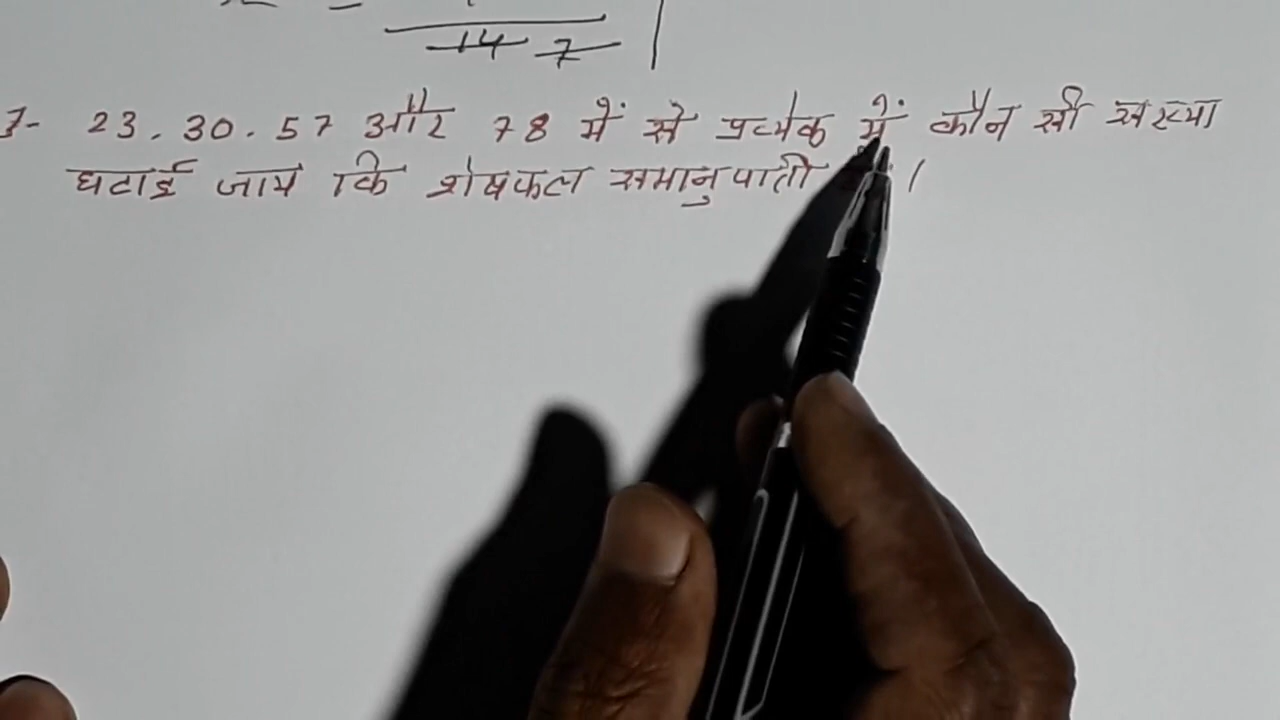 14 7
7- 23. 30. 57 और 78 में से प्रत्येक में कौन सी संख्या
घटाई जाय कि शेषफल समानुपाती